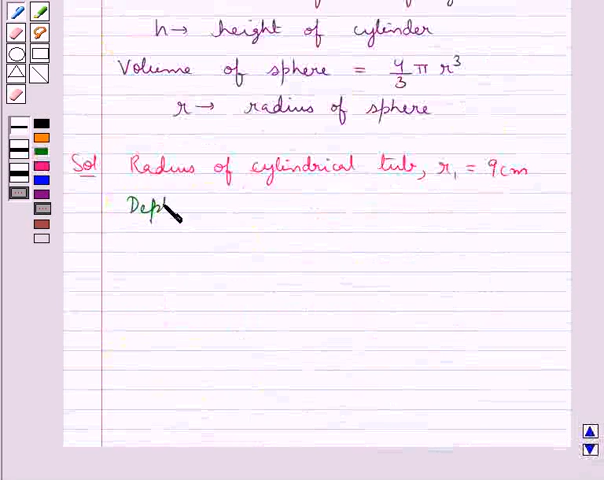 h → height of cylinder
Volume of sphere = 4/3 π r³
r → radius of sphere
Sol Radius of cylindrical tub, r₁ = 9cm
Dept